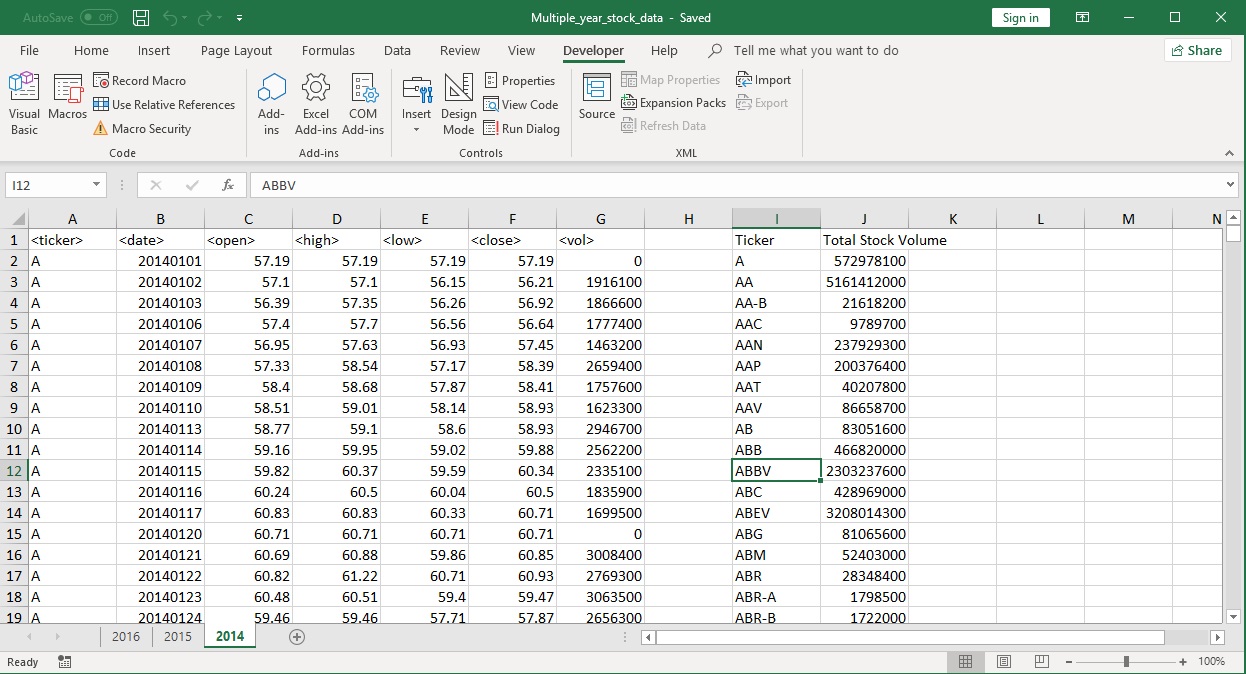 AutoSave Off Multiple_year_stock_data - Saved Sign in
File Home Insert Page Layout Formulas Data Review View Developer Help Tell me what you want to do Share
Visual Basic Macros Record Macro Use Relative References Macro Security
Add-ins Excel Add-ins COM Add-ins
Insert Design Mode Properties View Code Run Dialog
Source Map Properties Expansion Packs Refresh Data Import Export
Code Add-ins Controls XML
I12 fx ABBV
A B C D E F G H I J K L M N
1 <ticker> <date> <open> <high> <low> <close> <vol> Ticker Total Stock Volume
2 A 20140101 57.19 57.19 57.19 57.19 0 A 572978100
3 A 20140102 57.1 57.1 56.15 56.21 1916100 AA 5161412000
4 A 20140103 56.39 57.35 56.26 56.92 1866600 AA-B 21618200
5 A 20140106 57.4 57.7 56.56 56.64 1777400 AAC 9789700
6 A 20140107 56.95 57.63 56.93 57.45 1463200 AAN 237929300
7 A 20140108 57.33 58.54 57.17 58.39 2659400 AAP 200376400
8 A 20140109 58.4 58.68 57.87 58.41 1757600 AAT 40207800
9 A 20140110 58.51 59.01 58.14 58.93 1623300 AAV 86658700
10 A 20140113 58.77 59.1 58.6 58.93 2946700 AB 83051600
11 A 20140114 59.16 59.95 59.02 59.88 2562200 ABB 466820000
12 A 20140115 59.82 60.37 59.59 60.34 2335100 ABBV 2303237600
13 A 20140116 60.24 60.5 60.04 60.5 1835900 ABC 428969000
14 A 20140117 60.83 60.83 60.33 60.71 1699500 ABEV 3208014300
15 A 20140120 60.71 60.71 60.71 60.71 0 ABG 81065600
16 A 20140121 60.69 60.88 59.86 60.85 3008400 ABM 52403000
17 A 20140122 60.82 61.22 60.71 60.93 2769300 ABR 28348400
18 A 20140123 60.48 60.51 59.4 59.47 3063500 ABR-A 1798500
19 A 20140124 59.46 59.46 57.71 57.87 2656300 ABR-B 1722000
2016 2015 2014
Ready 100%